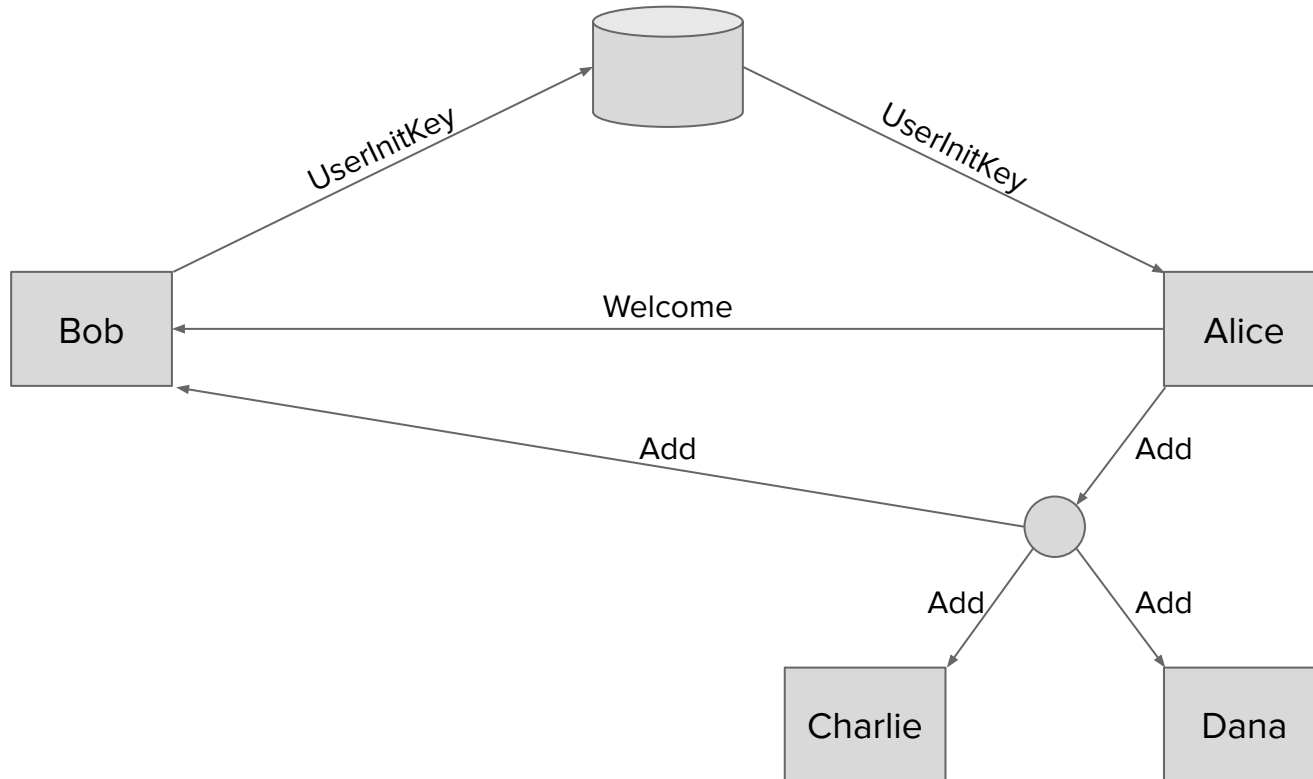 UserInitKey
UserInitKey
Bob
Welcome
Alice
Add
Add
Add
Add
Charlie
Dana